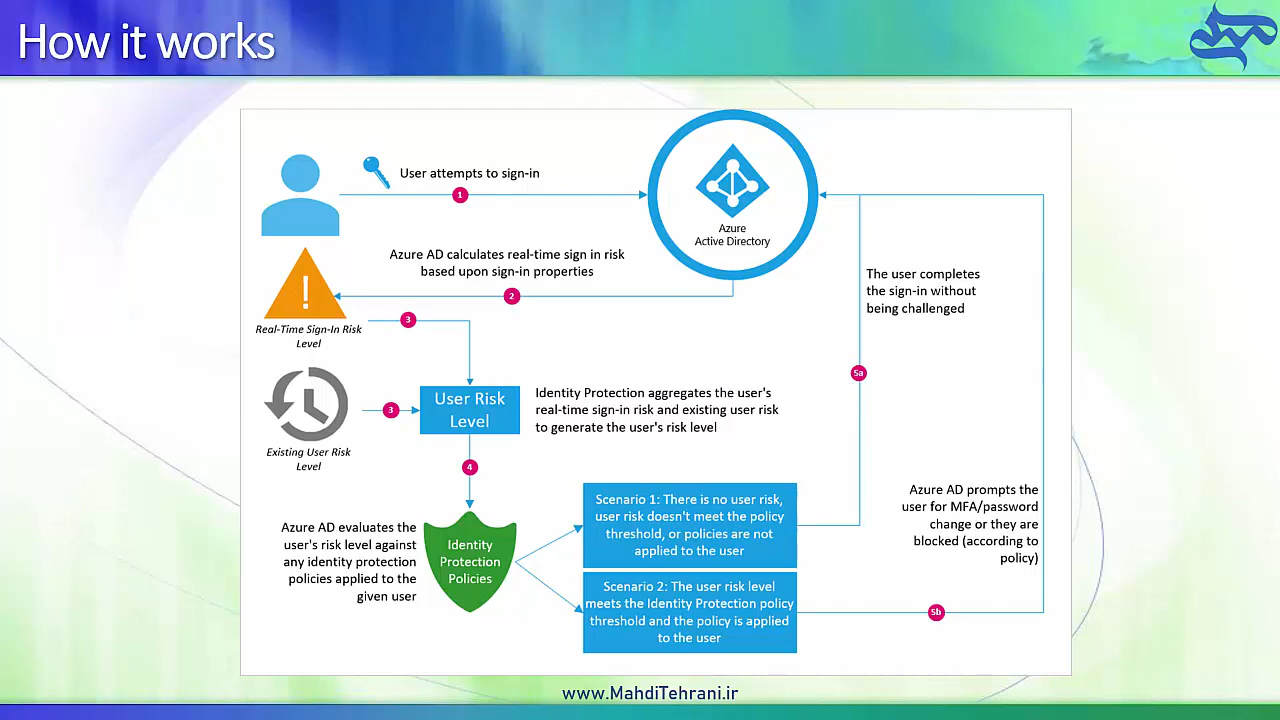 How it works
User attempts to sign-in
1
Azure
Active Directory
Azure AD calculates real-time sign in risk
based upon sign-in properties
2
The user completes
the sign-in without
being challenged
Real-Time Sign-In Risk
Level
3
5a
User Risk
Level
Identity Protection aggregates the user's
real-time sign-in risk and existing user risk
to generate the user's risk level
3
Existing User Risk
Level
4
Azure AD evaluates the
user's risk level against
any identity protection
policies applied to the
given user
Identity
Protection
Policies
Scenario 1: There is no user risk,
user risk doesn't meet the policy
threshold, or policies are not
applied to the user
Scenario 2: The user risk level
meets the Identity Protection policy
threshold and the policy is applied
to the user
Azure AD prompts the
user for MFA/password
change or they are
blocked (according to
policy)
5b
www.MahdiTehrani.ir